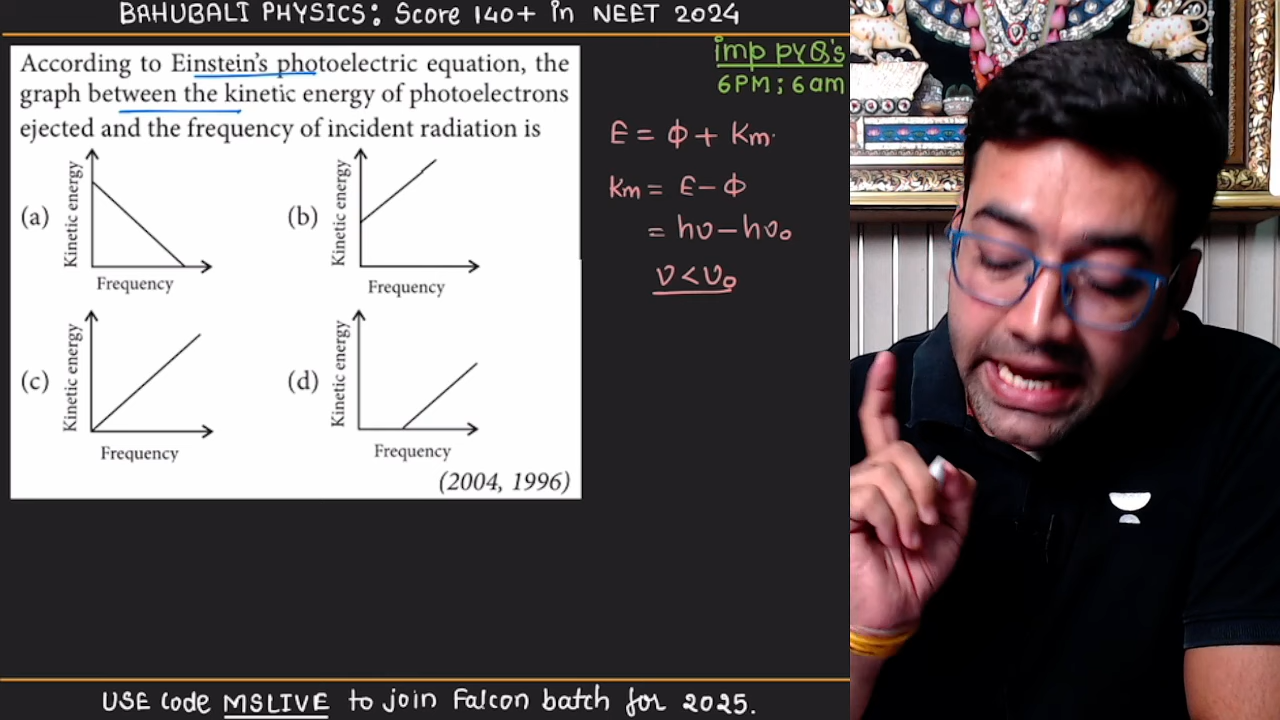 BAHUBALI PHYSICS: Score 140+ in NEET 2024
imp pyQ's
6PM ; 6am
According to Einstein's photoelectric equation, the
graph between the kinetic energy of photoelectrons
ejected and the frequency of incident radiation is
(a)
Kinetic energy
Frequency
(b)
Kinetic energy
Frequency
(c)
Kinetic energy
Frequency
(d)
Kinetic energy
Frequency
(2004, 1996)
E = ϕ + Km.
Km = E − ϕ
= hυ − hυ₀
υ < υ₀
USE Code MSLIVE to join Falcon batch for 2025.